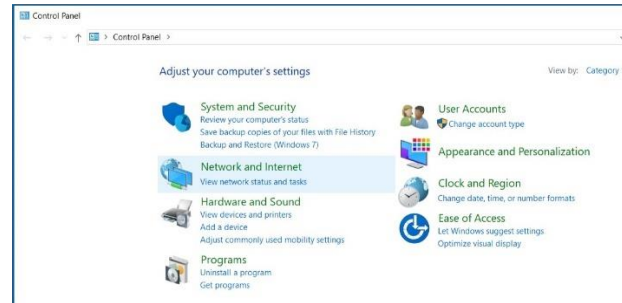 Control Panel
Control Panel
Adjust your computer's settings
View by: Category
System and Security
Review your computer's status
Save backup copies of your files with File History
Backup and Restore (Windows 7)
Network and Internet
View network status and tasks
Hardware and Sound
View devices and printers
Add a device
Adjust commonly used mobility settings
Programs
Uninstall a program
Get programs
User Accounts
Change account type
Appearance and Personalization
Clock and Region
Change date, time, or number formats
Ease of Access
Let Windows suggest settings
Optimize visual display